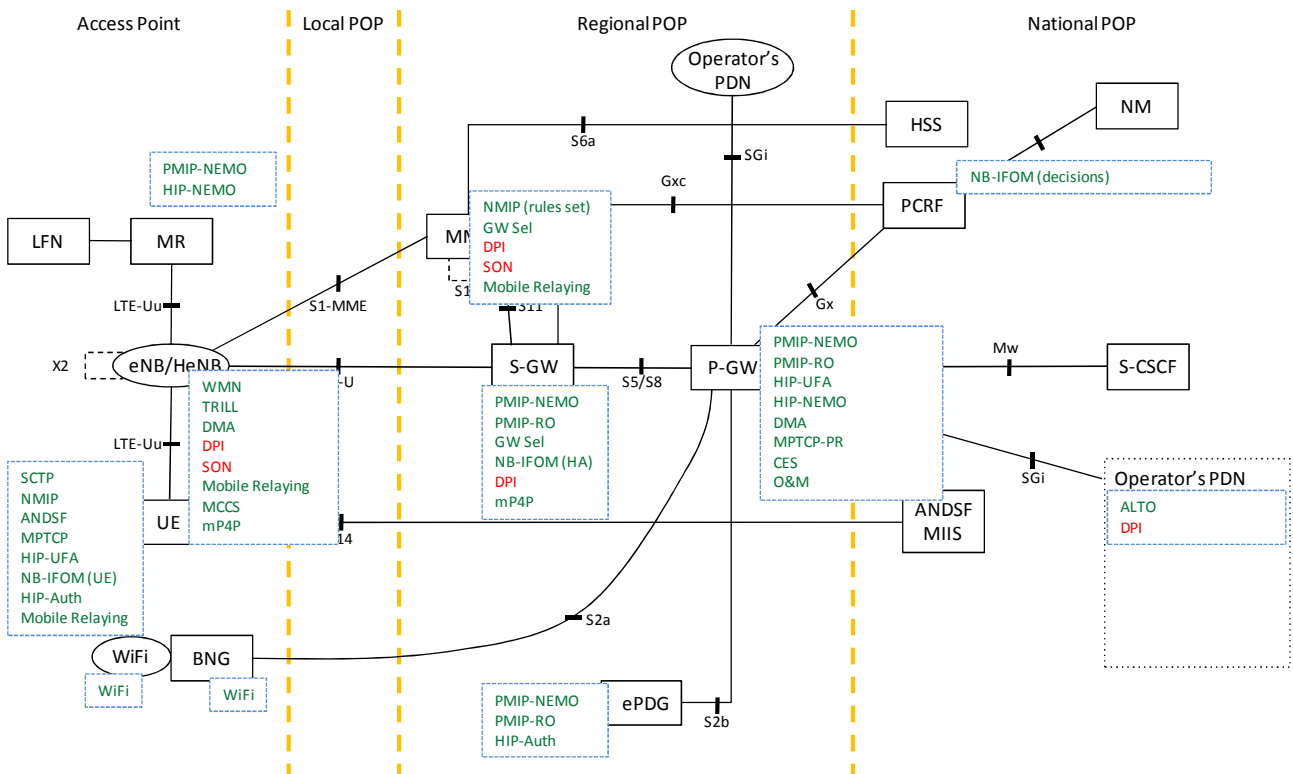 Access Point
Local POP
Regional POP
National POP
Operator's
PDN
NM
HSS
S6a
SGi
PMIP-NEMO
HIP-NEMO
NB-IFOM (decisions)
Gxc
PCRF
LFN
MR
NMIP (rules set)
GW Sel
DPI
SON
Mobile Relaying
LTE-Uu
S1-MME
S11
Gx
X2
eNB/HeNB
S-GW
S5/S8
P-GW
Mw
S-CSCF
WMN
TRILL
DMA
DPI
SON
Mobile Relaying
MCCS
mP4P
-U
PMIP-NEMO
PMIP-RO
GW Sel
NB-IFOM (HA)
DPI
mP4P
PMIP-NEMO
PMIP-RO
HIP-UFA
HIP-NEMO
DMA
MPTCP-PR
CES
O&M
LTE-Uu
SCTP
NMIP
ANDSF
MPTCP
HIP-UFA
NB-IFOM (UE)
HIP-Auth
Mobile Relaying
UE
14
ANDSF
MIIS
SGi
Operator's PDN
ALTO
DPI
S2a
WiFi
BNG
WiFi
WiFi
PMIP-NEMO
PMIP-RO
HIP-Auth
ePDG
S2b